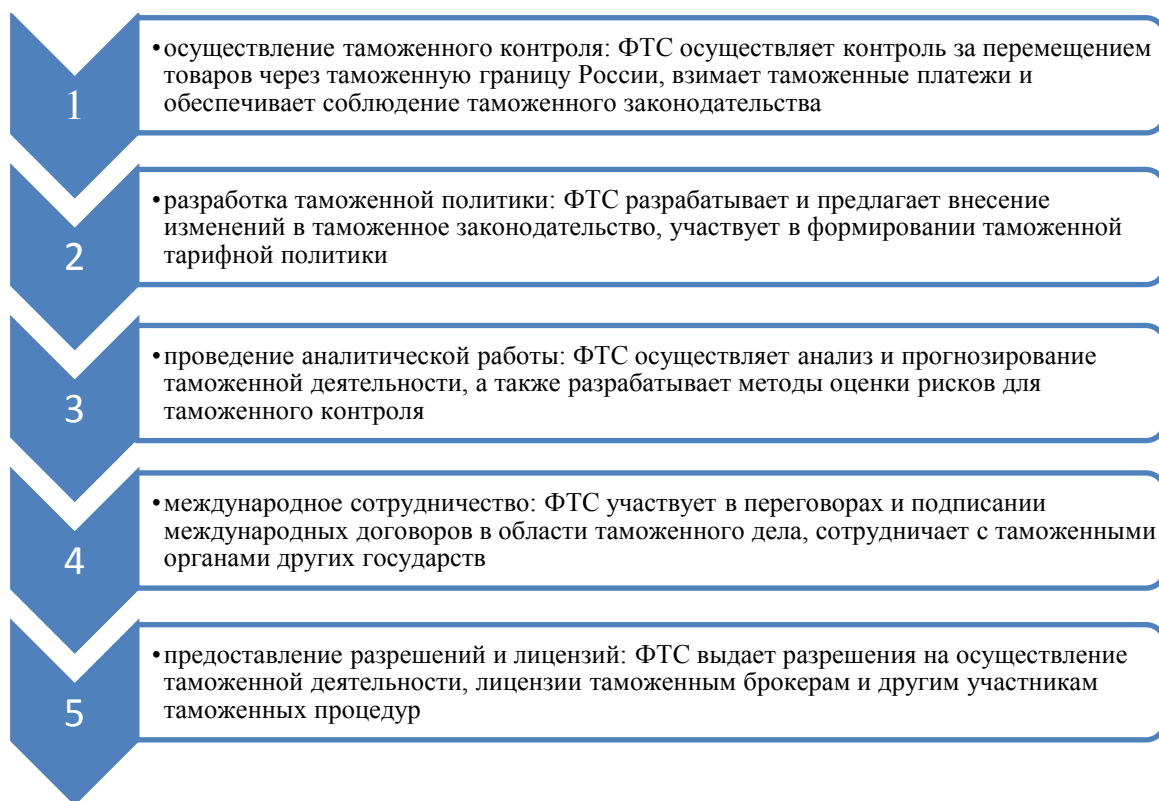 1
•осуществление таможенного контроля: ФТС осуществляет контроль за перемещением
товаров через таможенную границу России, взимает таможенные платежи и
обеспечивает соблюдение таможенного законодательства
2
•разработка таможенной политики: ФТС разрабатывает и предлагает внесение
изменений в таможенное законодательство, участвует в формировании таможенной
тарифной политики
3
•проведение аналитической работы: ФТС осуществляет анализ и прогнозирование
таможенной деятельности, а также разрабатывает методы оценки рисков для
таможенного контроля
4
•международное сотрудничество: ФТС участвует в переговорах и подписании
международных договоров в области таможенного дела, сотрудничает с таможенными
органами других государств
5
•предоставление разрешений и лицензий: ФТС выдает разрешения на осуществление
таможенной деятельности, лицензии таможенным брокерам и другим участникам
таможенных процедур